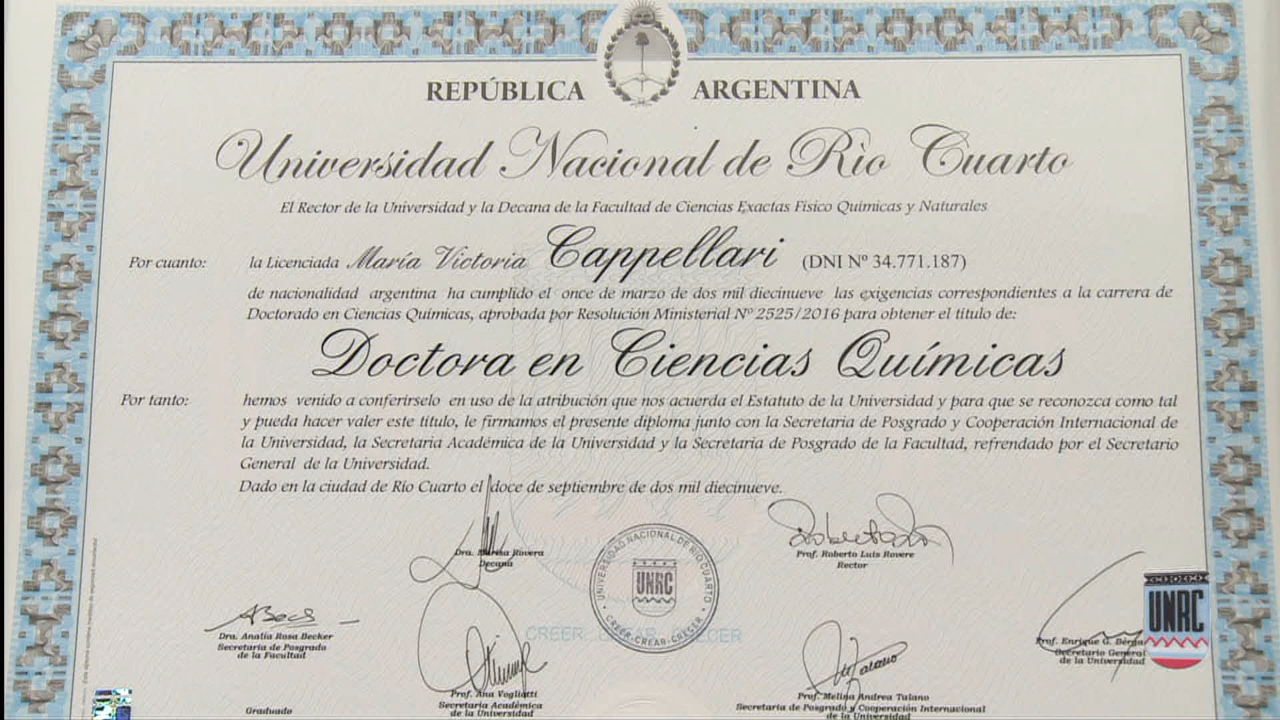 REPÚBLICA ARGENTINA
Universidad Nacional de Río Cuarto
El Rector de la Universidad y la Decana de la Facultad de Ciencias Exactas Físico Químicas y Naturales
Por cuanto: la Licenciada María Victoria Cappellari (DNI Nº 34.771.187)
de nacionalidad argentina ha cumplido el once de marzo de dos mil diecinueve las exigencias correspondientes a la carrera de
Doctorado en Ciencias Químicas, aprobada por Resolución Ministerial Nº 2525/2016 para obtener el título de:
Doctora en Ciencias Químicas
Por tanto: hemos venido a conferírselo en uso de la atribución que nos acuerda el Estatuto de la Universidad y para que se reconozca como tal
y pueda hacer valer este título, le firmamos el presente diploma junto con la Secretaria de Posgrado y Cooperación Internacional de
la Universidad, la Secretaria Académica de la Universidad y la Secretaria de Posgrado de la Facultad, refrendado por el Secretario
General de la Universidad.
Dado en la ciudad de Río Cuarto el doce de septiembre de dos mil diecinueve.
Dra. Marisa Rovera
Decana
Prof. Roberto Luis Rovere
Rector
UNIVERSIDAD NACIONAL DE RÍO CUARTO
UNRC
CREER-CREAR-CRECER
CREER CREAR CRECER
UNRC
Dra. Analía Rosa Becker
Secretaria de Posgrado
de la Facultad
Prof. Enrique G.
Secretario General
de la Universidad
Prof. Ana Vogliotti
Secretaria Académica
de la Universidad
Prof. Melina Andrea Talano
Secretaria de Posgrado y Cooperación Internacional
de la Universidad
Graduado